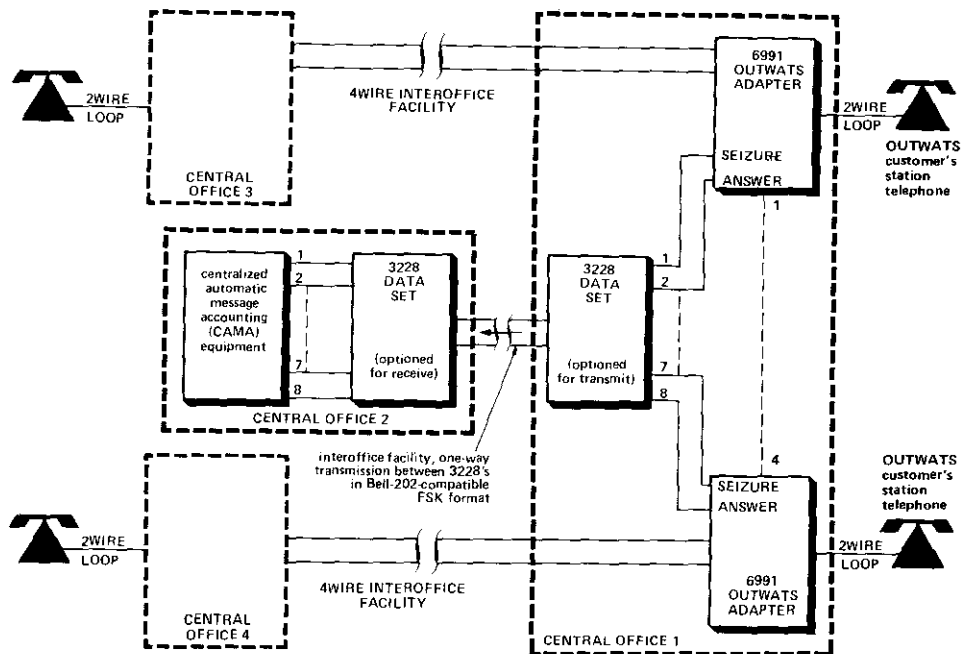 6991
OUTWATS
ADAPTER
2WIRE
LOOP
4WIRE INTEROFFICE
FACILITY
2WIRE
LOOP
OUTWATS
customer's
station
telephone
SEIZURE
ANSWER
CENTRAL
OFFICE 3
1
centralized
automatic
message
accounting
(CAMA)
equipment
1
2
7
8
3228
DATA
SET
(optioned
for receive)
CENTRAL OFFICE 2
3228
DATA
SET
(optioned
for transmit)
1
2
7
8
interoffice facility, one-way
transmission between 3228's
in Bell-202-compatible
FSK format
4
SEIZURE
ANSWER
OUTWATS
customer's
station
telephone
2WIRE
LOOP
4WIRE INTEROFFICE
FACILITY
2WIRE
LOOP
6991
OUTWATS
ADAPTER
CENTRAL
OFFICE 4
CENTRAL OFFICE 1